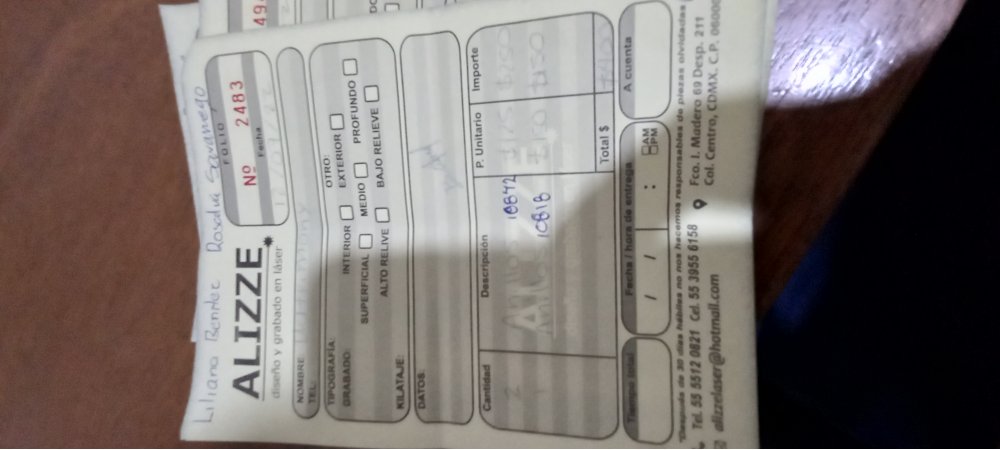 Liliana Benitez Rosalva Savariego
ALIZZE
diseño y grabado en láser
FOLIO
Nº 2483
Fecha
NOMBRE
TEL:
TIPOGRAFÍA: OTRO:
GRABADO: INTERIOR EXTERIOR
SUPERFICIAL MEDIO PROFUNDO
ALTO RELIVE BAJO RELIEVE
KILATAJE:
DATOS:
Cantidad Descripción P. Unitario Importe
10842
10818
Total $
Tiempo total Fecha / hora de entrega A cuenta
/ / : AM
PM
*Después de 30 días hábiles no nos hacemos responsables de piezas olvidadas
Tel. 55 5512 0821 Cel. 55 3955 6158 Fco. I. Madero 69 Desp. 211
alizzelaser@hotmail.com Col. Centro, CDMX, C.P. 06000